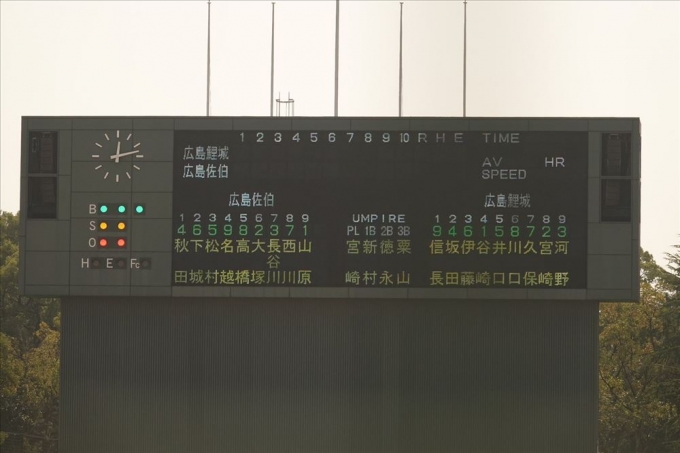 1 2 3 4 5 6 7 8 9 10 R H E TIME
広島鯉城
広島佐伯
AV HR
SPEED
B
S
O
H E Fc
広島佐伯
1 2 3 4 5 6 7 8 9
4 6 5 9 8 2 3 7 1
秋下松名高大長西山
谷
田城村越橋塚川川原
UMPIRE
PL 1B 2B 3B
宮新徳粟
崎村永山
広島鯉城
1 2 3 4 5 6 7 8 9
9 4 6 1 5 8 7 2 3
信坂伊谷井川久宮河
長田藤崎口口保崎野